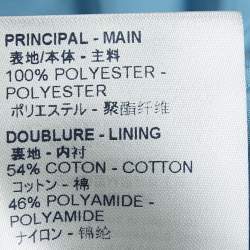 PRINCIPAL - MAIN
表地/本体 - 主料
100% POLYESTER -
POLYESTER
ポリエステル - 聚酯纤维
DOUBLURE - LINING
裏地 - 内衬
54% COTON - COTTON
コットン - 棉
46% POLYAMIDE -
POLYAMIDE
ナイロン - 锦纶